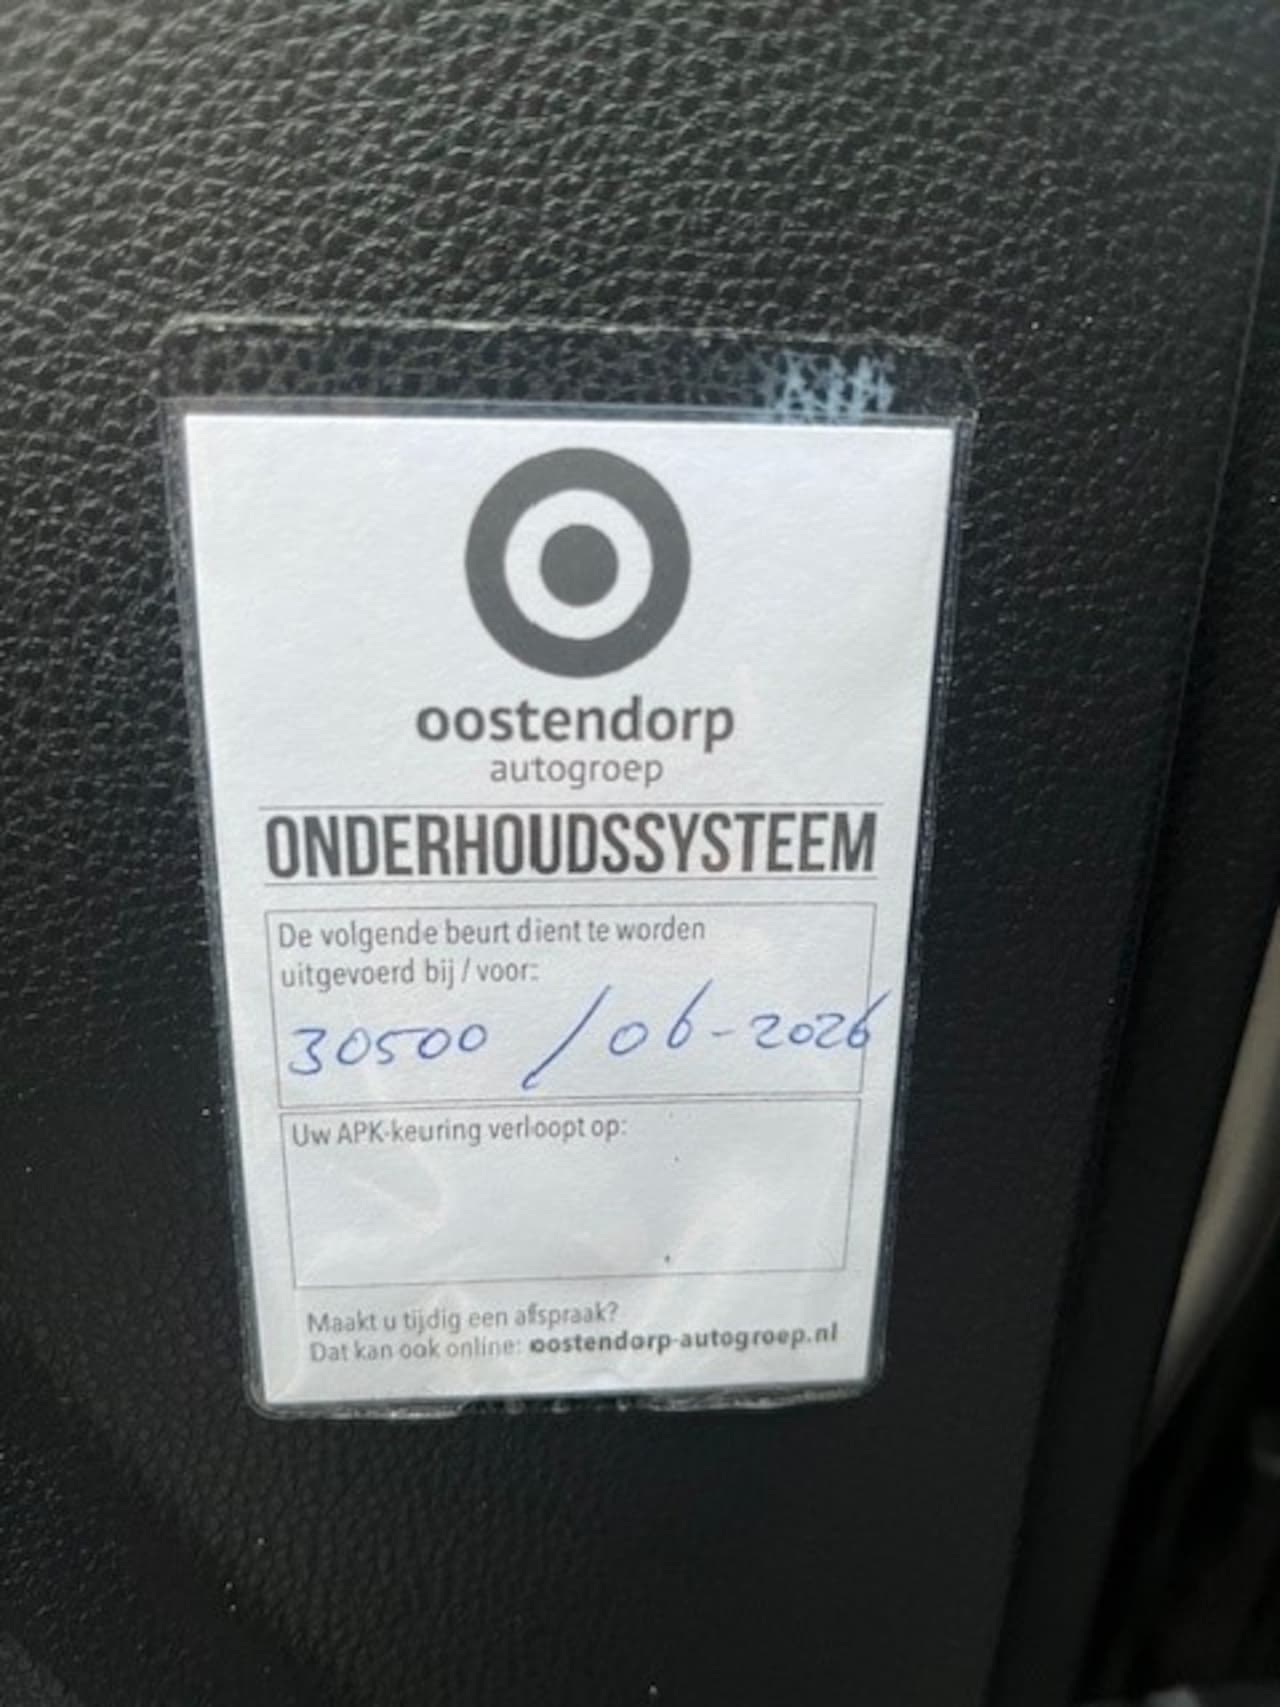 oostendorp
autogroep
ONDERHOUDSSYSTEEM
De volgende beurt dient te worden
uitgevoerd bij / voor:
30500 / 06-2026
Uw APK-keuring verloopt op:
Maakt u tijdig een afspraak?
Dat kan ook online: oostendorp-autogroep.nl